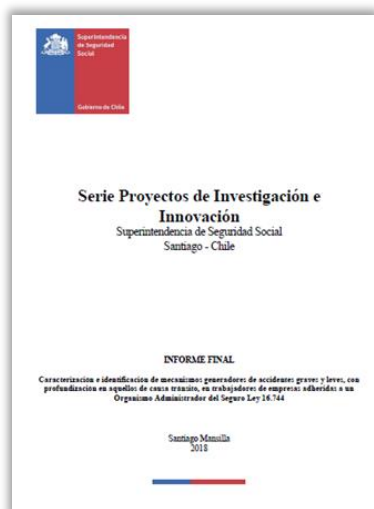 Superintendencia
de Seguridad
Social
Gobierno de Chile
Serie Proyectos de Investigación e
Innovación
Superintendencia de Seguridad Social
Santiago - Chile
INFORME FINAL
Caracterización e identificación de mecanismos generadores de accidentes graves y leves, con
profundización en aquellos de causa tránsito, en trabajadores de empresas adheridas a un
Organismo Administrador del Seguro Ley 16.744
Santiago Mansilla
2018